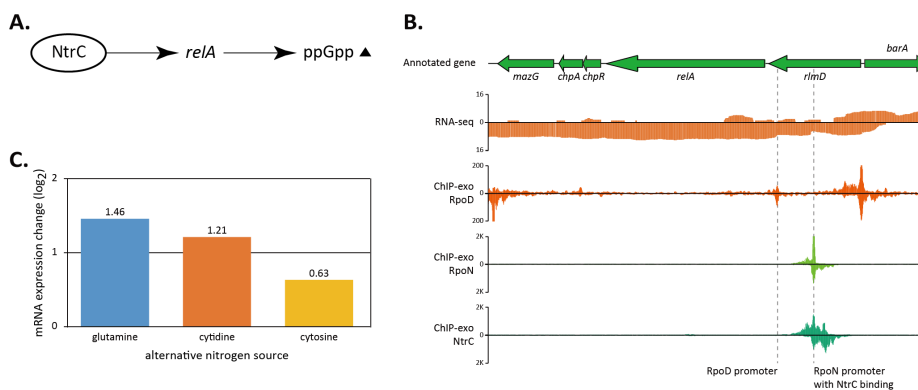 A.
NtrC
relA
ppGpp ▲
B.
Annotated gene
mazG
chpA
chpR
relA
rlmD
barA
RNA-seq
16
0
16
ChIP-exo
RpoD
200
0
200
ChIP-exo
RpoN
2K
0
2K
ChIP-exo
NtrC
2K
0
2K
RpoD promoter
RpoN promoter
with NtrC binding
C.
mRNA expression change (log2)
2
1
0
1.46
1.21
0.63
glutamine
cytidine
cytosine
alternative nitrogen source